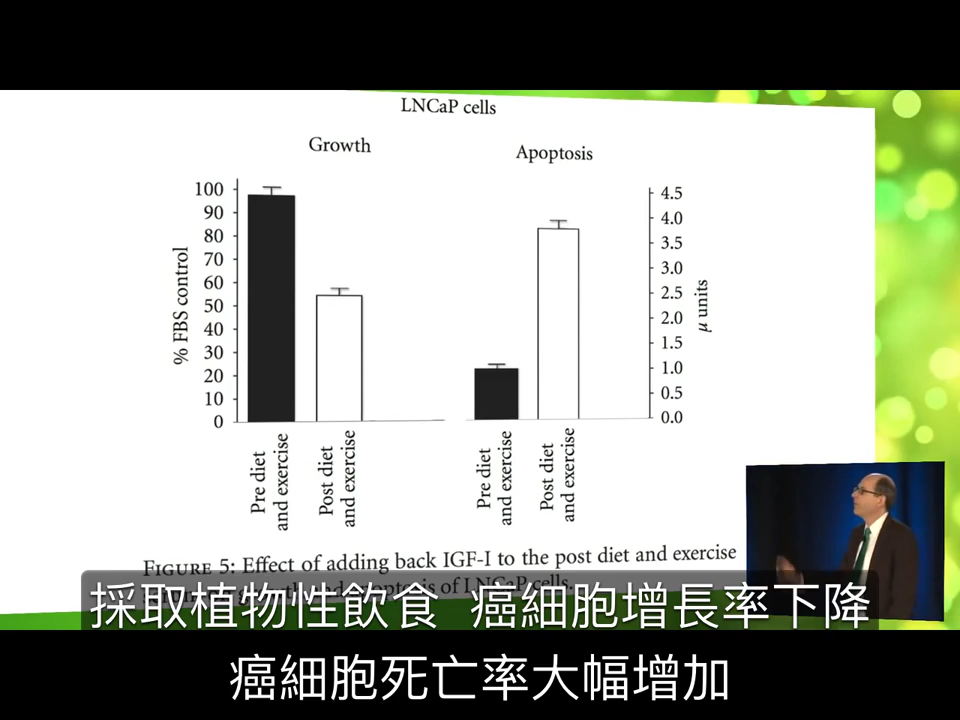 LNCaP cells
Growth
Apoptosis
% FBS control
100
90
80
70
60
50
40
30
20
10
0
Pre diet
and exercise
Post diet
and exercise
4.5
4.0
3.5
3.0
2.5
2.0
1.5
1.0
0.5
0.0
μ units
Pre diet
and exercise
Post diet
and exercise
FIGURE 5: Effect of adding back IGF-I to the post diet and exercise
apoptosis of LNCaP cells.
採取植物性飲食 癌細胞增長率下降
癌細胞死亡率大幅增加